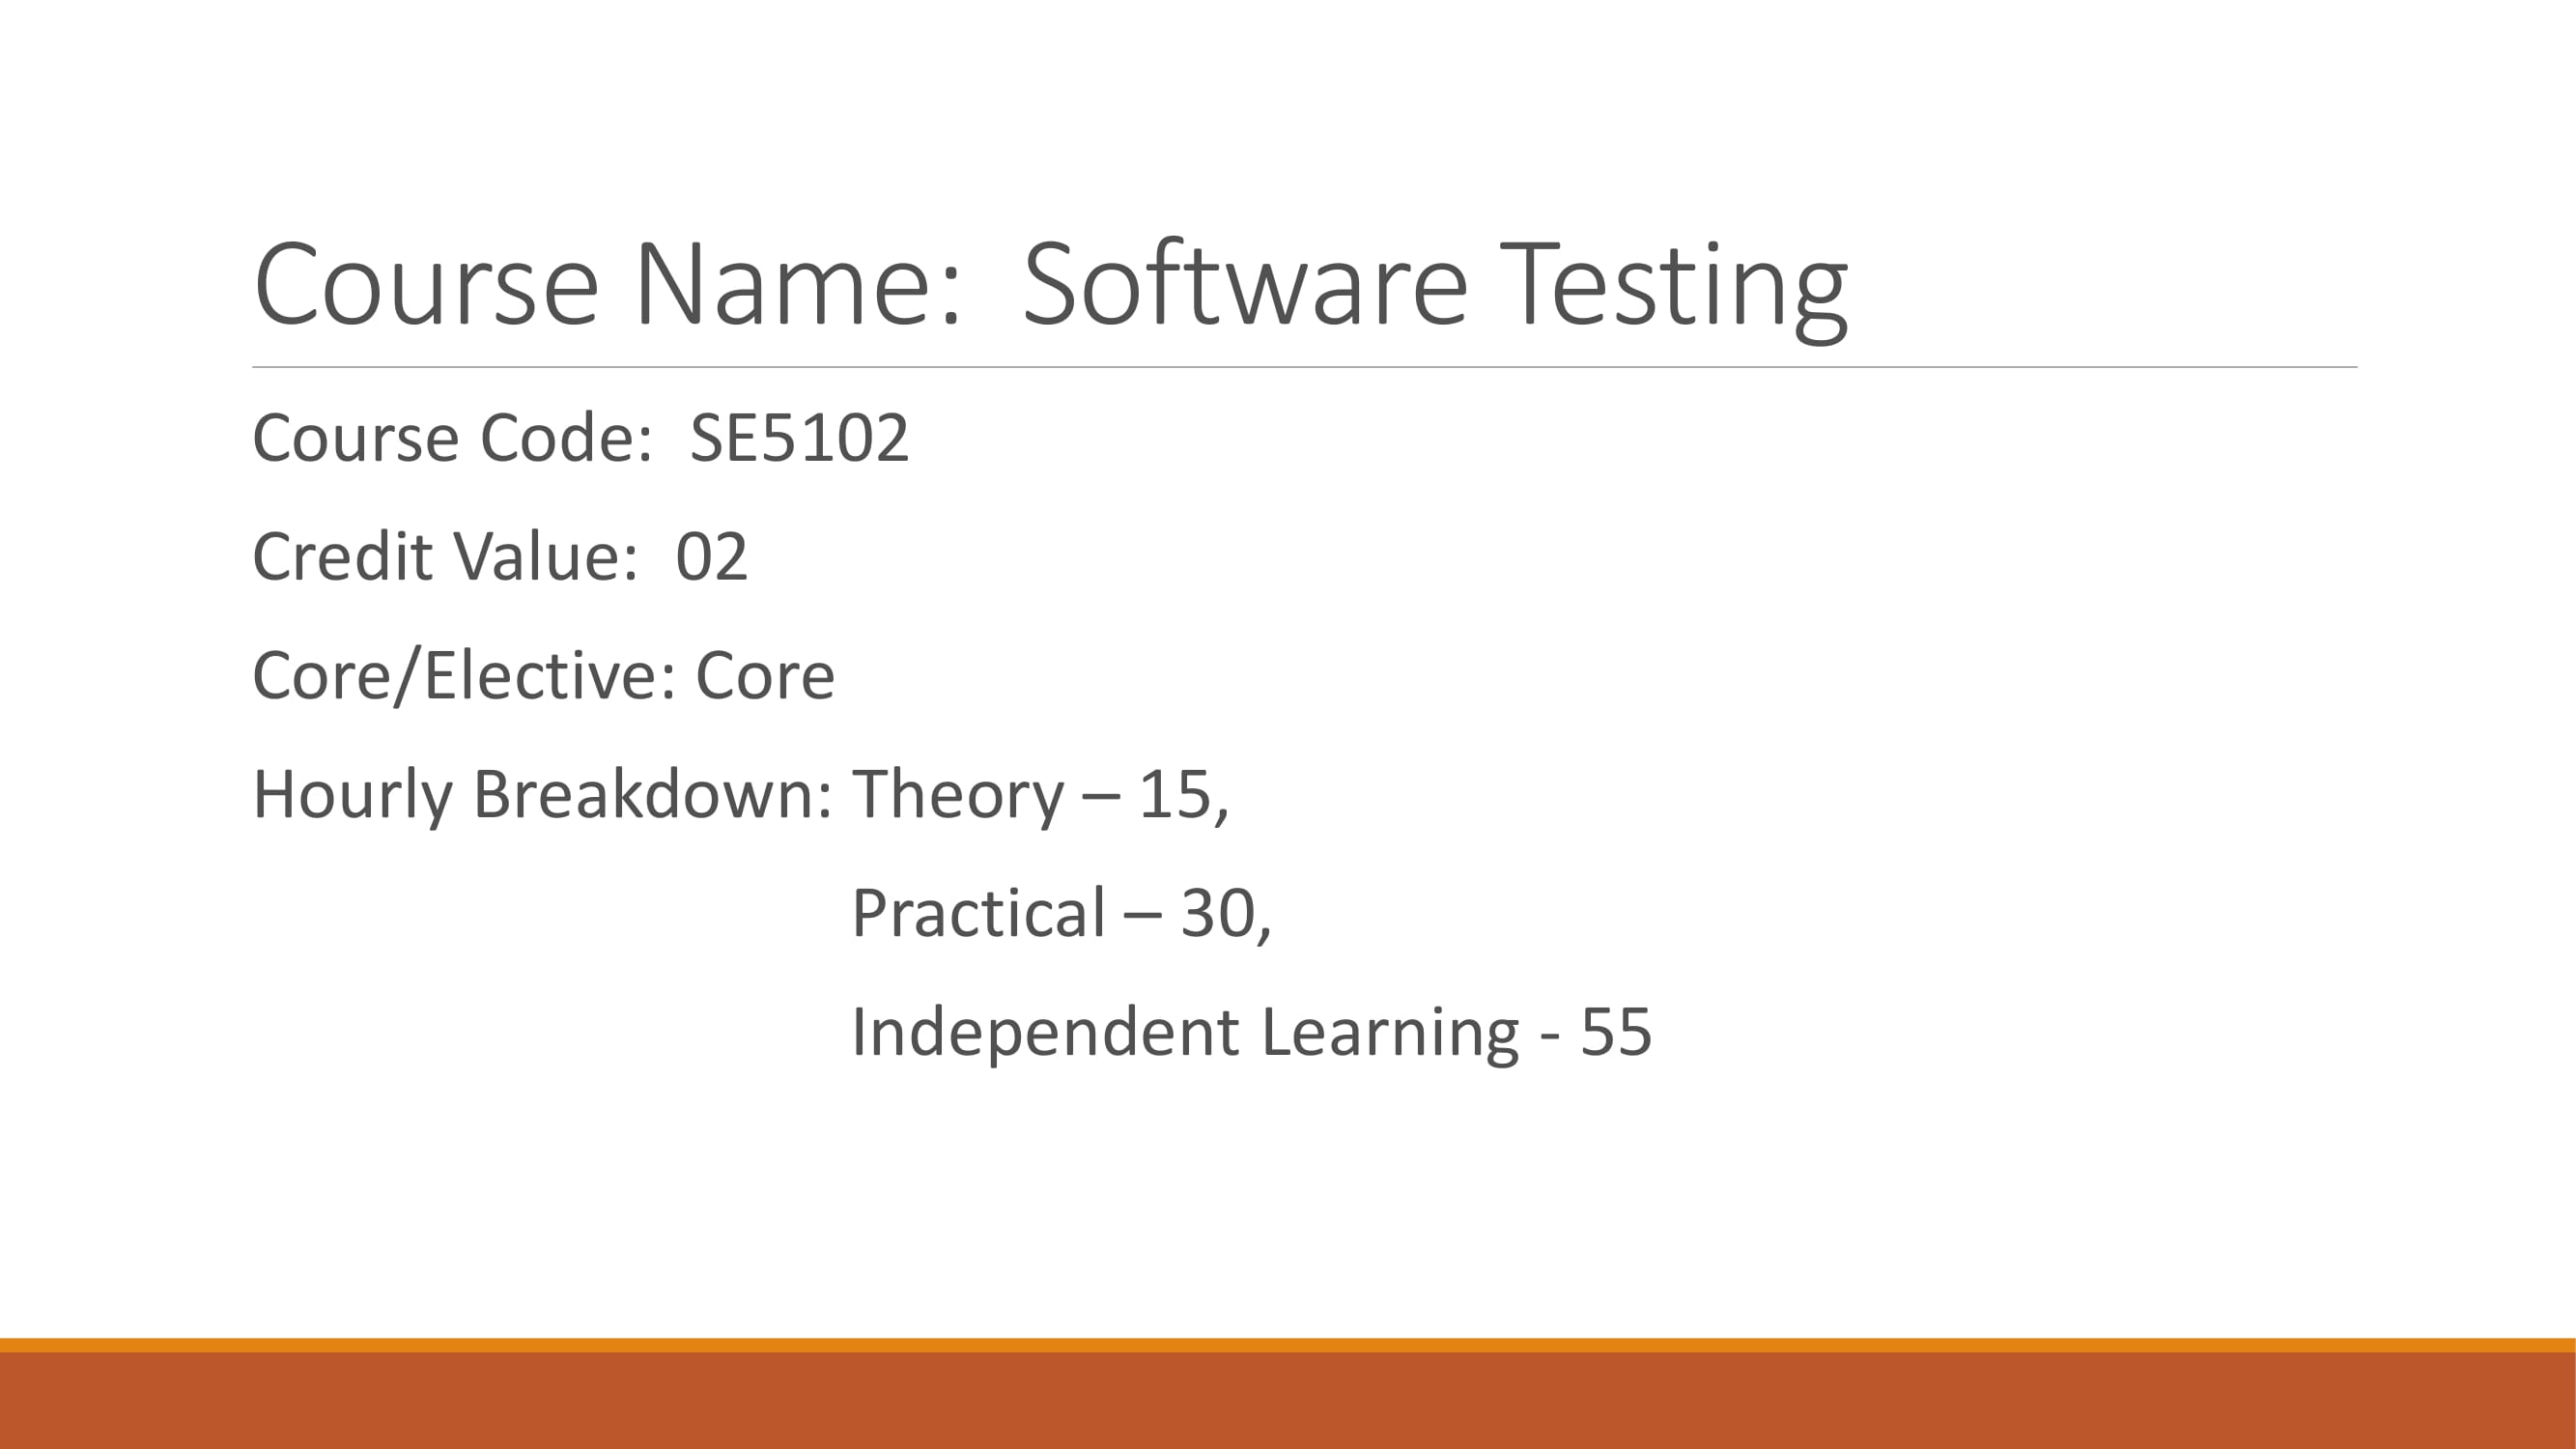 Course Name:  Software Testing
Course Code:  SE5102
Credit Value:  02
Core/Elective: Core
Hourly Breakdown: Theory – 15,
Practical – 30,
Independent Learning - 55